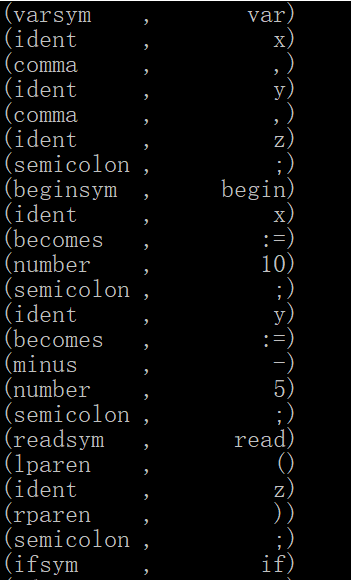 (varsym , var)
(ident , x)
(comma , ,)
(ident , y)
(comma , ,)
(ident , z)
(semicolon , ;)
(beginsym , begin)
(ident , x)
(becomes , :=)
(number , 10)
(semicolon , ;)
(ident , y)
(becomes , :=)
(minus , -)
(number , 5)
(semicolon , ;)
(readsym , read)
(lparen , ()
(ident , z)
(rparen , ))
(semicolon , ;)
(ifsym , if)